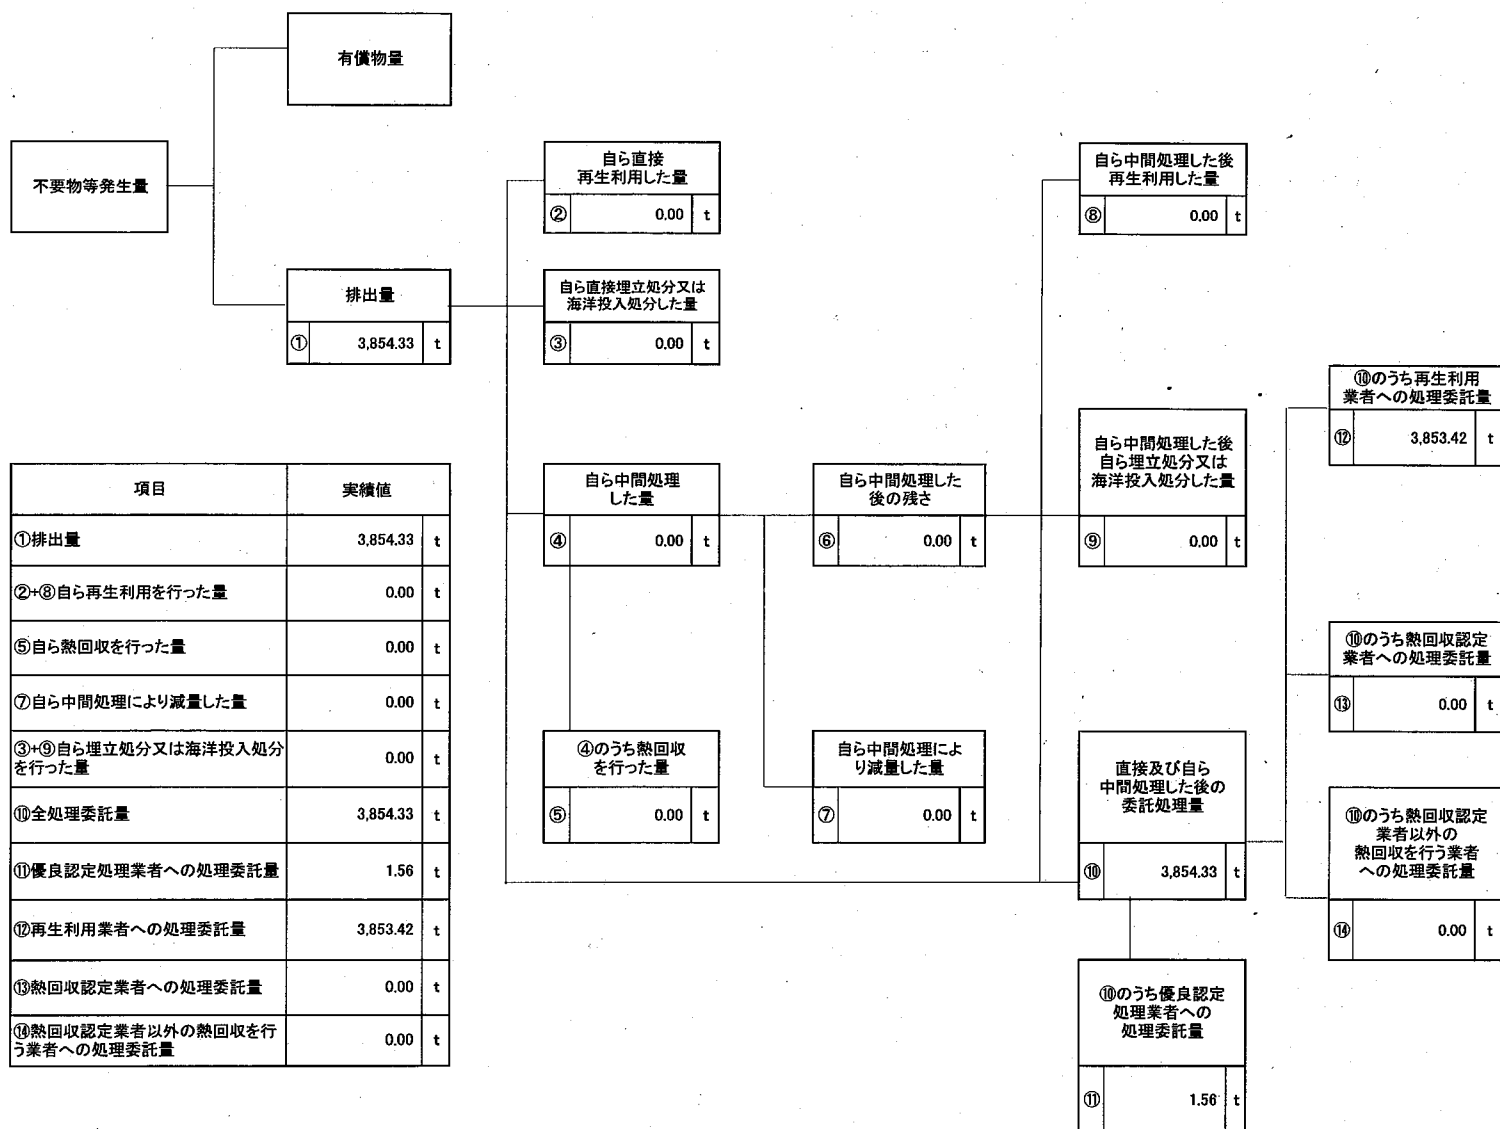 有償物量
不要物等発生量
排出量
① 3,854.33 t
自ら直接
再生利用した量
② 0.00 t
自ら直接埋立処分又は
海洋投入処分した量
③ 0.00 t
自ら中間処理
した量
④ 0.00 t
④のうち熱回収
を行った量
⑤ 0.00 t
自ら中間処理した
後の残さ
⑥ 0.00 t
自ら中間処理によ
り減量した量
⑦ 0.00 t
自ら中間処理した後
再生利用した量
⑧ 0.00 t
自ら中間処理した後
自ら埋立処分又は
海洋投入処分した量
⑨ 0.00 t
直接及び自ら
中間処理した後の
委託処理量
⑩ 3,854.33 t
⑩のうち優良認定
処理業者への
処理委託量
⑪ 1.56 t
⑩のうち再生利用
業者への処理委託量
⑫ 3,853.42 t
⑩のうち熱回収認定
業者への処理委託量
⑬ 0.00 t
⑩のうち熱回収認定
業者以外の
熱回収を行う業者
への処理委託量
⑭ 0.00 t
項目 実績値
①排出量 3,854.33 t
②+⑧自ら再生利用を行った量 0.00 t
⑤自ら熱回収を行った量 0.00 t
⑦自ら中間処理により減量した量 0.00 t
③+⑨自ら埋立処分又は海洋投入処分
を行った量 0.00 t
⑩全処理委託量 3,854.33 t
⑪優良認定処理業者への処理委託量 1.56 t
⑫再生利用業者への処理委託量 3,853.42 t
⑬熱回収認定業者への処理委託量 0.00 t
⑭熱回収認定業者以外の熱回収を行
う業者への処理委託量 0.00 t